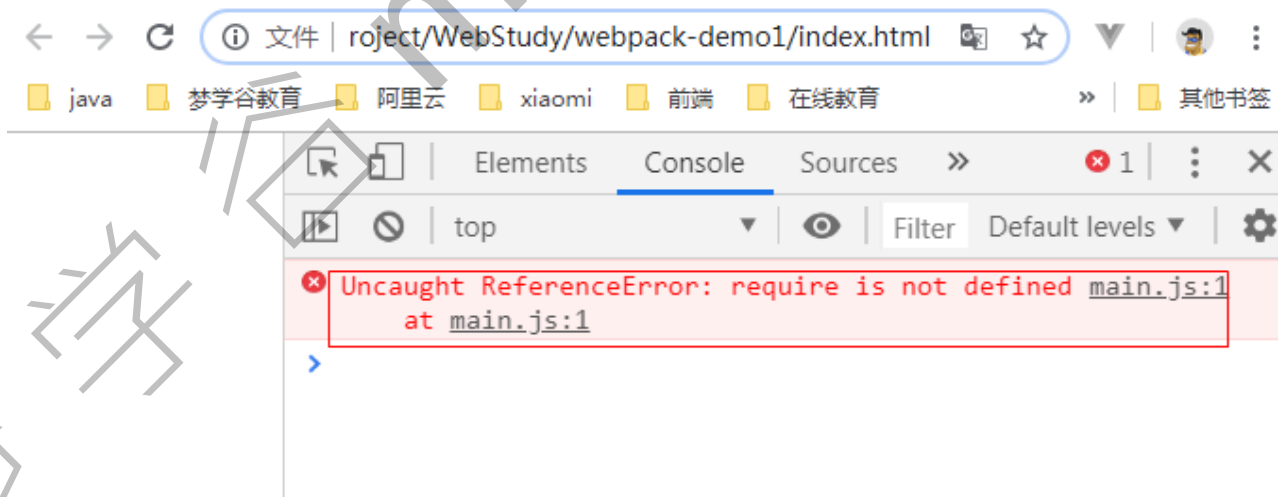 文件 roject/WebStudy/webpack-demo1/index.html
java 梦学谷教育 阿里云 xiaomi 前端 在线教育 » 其他书签
Elements Console Sources » 1
top Filter Default levels
Uncaught ReferenceError: require is not defined main.js:1
at main.js:1